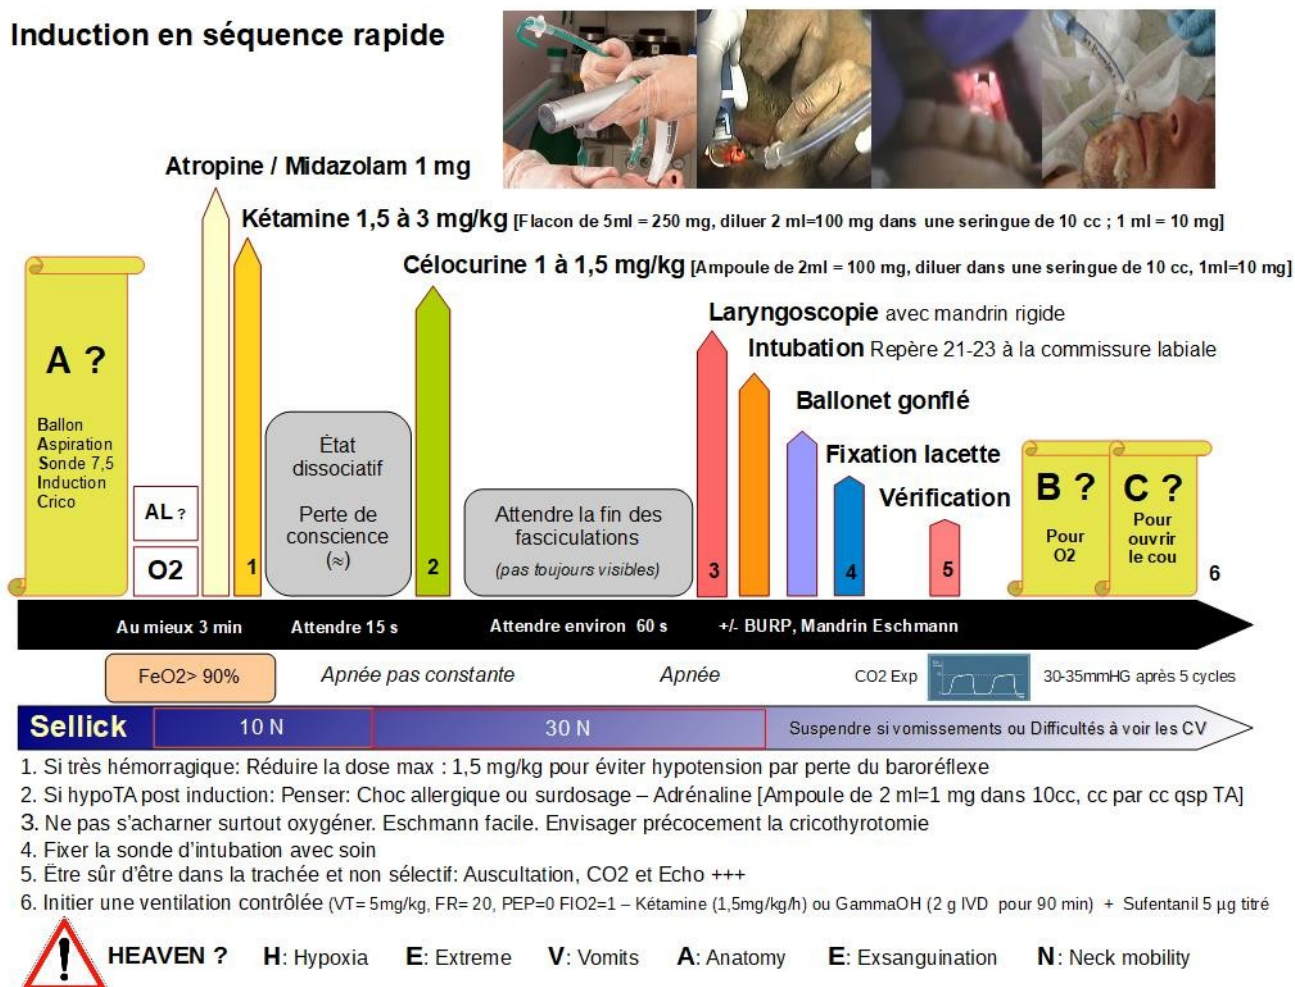 Induction en séquence rapide
Atropine / Midazolam 1 mg
Kétamine 1,5 à 3 mg/kg [Flacon de 5ml = 250 mg, diluer 2 ml=100 mg dans une seringue de 10 cc ; 1 ml = 10 mg]
Célocurine 1 à 1,5 mg/kg [Ampoule de 2ml = 100 mg, diluer dans une seringue de 10 cc, 1ml=10 mg]
Laryngoscopie avec mandrin rigide
Intubation Repère 21-23 à la commissure labiale
Ballonet gonflé
Fixation lacette
Vérification
A ?
Ballon
Aspiration
Sonde 7,5
Induction
Crico
AL ?
O2
1
État
dissociatif
Perte de
conscience
(≈)
2
Attendre la fin des
fasciculations
(pas toujours visibles)
3
4
5
B ?
Pour
O2
C ?
Pour
ouvrir
le cou
6
Au mieux 3 min
Attendre 15 s
Attendre environ 60 s
+/- BURP, Mandrin Eschmann
FeO2> 90%
Apnée pas constante
Apnée
CO2 Exp
30-35mmHG après 5 cycles
Sellick
10 N
30 N
Suspendre si vomissements ou Difficultés à voir les CV
1. Si très hémorragique: Réduire la dose max : 1,5 mg/kg pour éviter hypotension par perte du baroréflexe
2. Si hypoTA post induction: Penser: Choc allergique ou surdosage – Adrénaline [Ampoule de 2 ml=1 mg dans 10cc, cc par cc qsp TA]
3. Ne pas s'acharner surtout oxygéner. Eschmann facile. Envisager précocement la cricothyrotomie
4. Fixer la sonde d'intubation avec soin
5. Être sûr d'être dans la trachée et non sélectif: Auscultation, CO2 et Echo +++
6. Initier une ventilation contrôlée (VT= 5mg/kg, FR= 20, PEP=0 FIO2=1 – Kétamine (1,5mg/kg/h) ou GammaOH (2 g IVD pour 90 min) + Sufentanil 5 µg titré
HEAVEN ? H: Hypoxia E: Extreme V: Vomits A: Anatomy E: Exsanguination N: Neck mobility